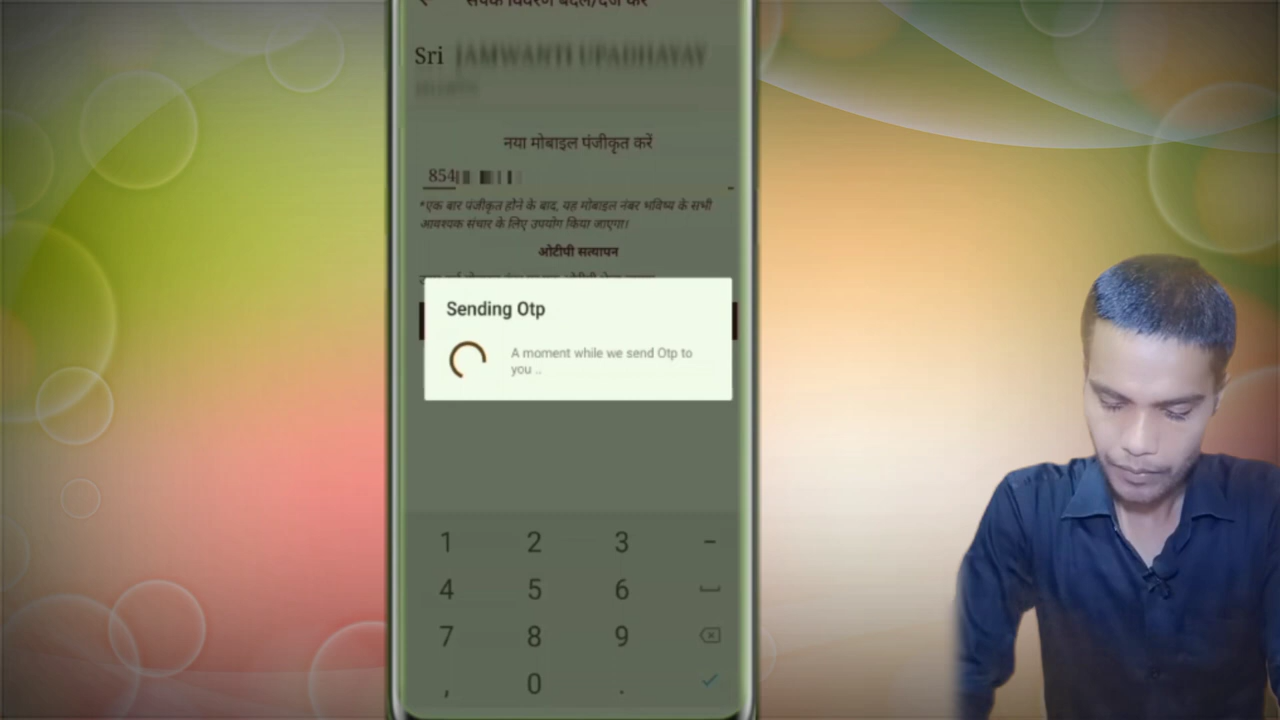 Sri
नया मोबाइल पंजीकृत करें
854
*एक बार पंजीकृत होने के बाद, यह मोबाइल नंबर भविष्य के सभी
आवश्यक संचार के लिए उपयोग किया जाएगा।
ओटीपी सत्यापन
Sending Otp
A moment while we send Otp to
you ..
1 2 3 -
4 5 6
7 8 9
, 0 .